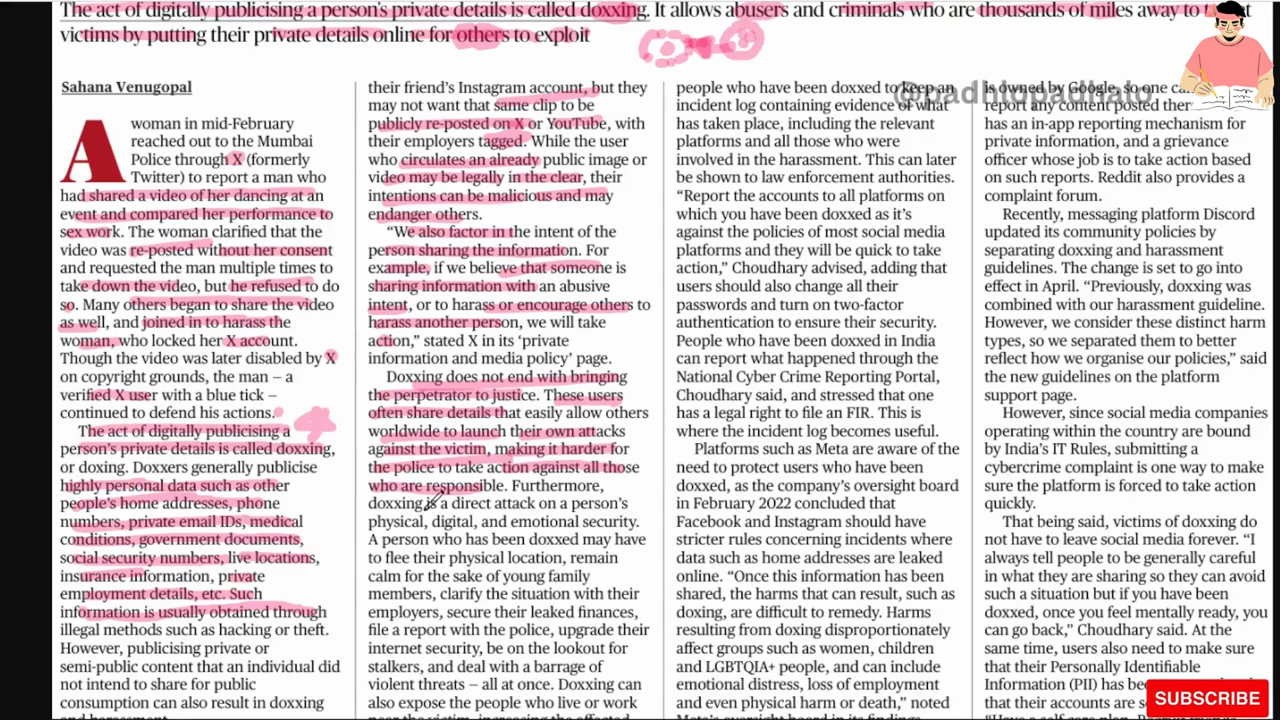 The act of digitally publicising a person's private details is called doxxing. It allows abusers and criminals who are thousands of miles away to
victims by putting their private details online for others to exploit
Sahana Venugopal
A woman in mid-February
reached out to the Mumbai
Police through X (formerly
Twitter) to report a man who
had shared a video of her dancing at an
event and compared her performance to
sex work. The woman clarified that the
video was re-posted without her consent
and requested the man multiple times to
take down the video, but he refused to do
so. Many others began to share the video
as well, and joined in to harass the
woman, who locked her X account.
Though the video was later disabled by X
on copyright grounds, the man – a
verified X user with a blue tick –
continued to defend his actions.
The act of digitally publicising a
person's private details is called doxxing,
or doxing. Doxxers generally publicise
highly personal data such as other
people's home addresses, phone
numbers, private email IDs, medical
conditions, government documents,
social security numbers, live locations,
insurance information, private
employment details, etc. Such
information is usually obtained through
illegal methods such as hacking or theft.
However, publicising private or
semi-public content that an individual did
not intend to share for public
consumption can also result in doxxing
and harassment.
their friend's Instagram account, but they
may not want that same clip to be
publicly re-posted on X or YouTube, with
their employers tagged. While the user
who circulates an already public image or
video may be legally in the clear, their
intentions can be malicious and may
endanger others.
“We also factor in the intent of the
person sharing the information. For
example, if we believe that someone is
sharing information with an abusive
intent, or to harass or encourage others to
harass another person, we will take
action,” stated X in its ‘private
information and media policy’ page.
Doxxing does not end with bringing
the perpetrator to justice. These users
often share details that easily allow others
worldwide to launch their own attacks
against the victim, making it harder for
the police to take action against all those
who are responsible. Furthermore,
doxxing is a direct attack on a person's
physical, digital, and emotional security.
A person who has been doxxed may have
to flee their physical location, remain
calm for the sake of young family
members, clarify the situation with their
employers, secure their leaked finances,
file a report with the police, upgrade their
internet security, be on the lookout for
stalkers, and deal with a barrage of
violent threats – all at once. Doxxing can
also expose the people who live or work
near the victim, increasing the affected
people who have been doxxed to keep an
incident log containing evidence of what
has taken place, including the relevant
platforms and all those who were
involved in the harassment. This can later
be shown to law enforcement authorities.
“Report the accounts to all platforms on
which you have been doxxed as it's
against the policies of most social media
platforms and they will be quick to take
action,” Choudhary advised, adding that
users should also change all their
passwords and turn on two-factor
authentication to ensure their security.
People who have been doxxed in India
can report what happened through the
National Cyber Crime Reporting Portal,
Choudhary said, and stressed that one
has a legal right to file an FIR. This is
where the incident log becomes useful.
Platforms such as Meta are aware of the
need to protect users who have been
doxxed, as the company's oversight board
in February 2022 concluded that
Facebook and Instagram should have
stricter rules concerning incidents where
data such as home addresses are leaked
online. “Once this information has been
shared, the harms that can result, such as
doxing, are difficult to remedy. Harms
resulting from doxing disproportionately
affect groups such as women, children
and LGBTQIA+ people, and can include
emotional distress, loss of employment
and even physical harm or death,” noted
Meta's oversight board in its findings
@padhlopadhalo
is owned by Google, so one
report any content posted
has an in-app reporting mechanism for
private information, and a grievance
officer whose job is to take action based
on such reports. Reddit also provides a
complaint forum.
Recently, messaging platform Discord
updated its community policies by
separating doxxing and harassment
guidelines. The change is set to go into
effect in April. “Previously, doxxing was
combined with our harassment guideline.
However, we consider these distinct harm
types, so we separated them to better
reflect how we organise our policies,” said
the new guidelines on the platform
support page.
However, since social media companies
operating within the country are bound
by India's IT Rules, submitting a
cybercrime complaint is one way to make
sure the platform is forced to take action
quickly.
That being said, victims of doxxing do
not have to leave social media forever. “I
always tell people to be generally careful
in what they are sharing so they can avoid
such a situation but if you have been
doxxed, once you feel mentally ready, you
can go back,” Choudhary said. At the
same time, users also need to make sure
that their Personally Identifiable
Information (PII) has
that their accounts are
SUBSCRIBE